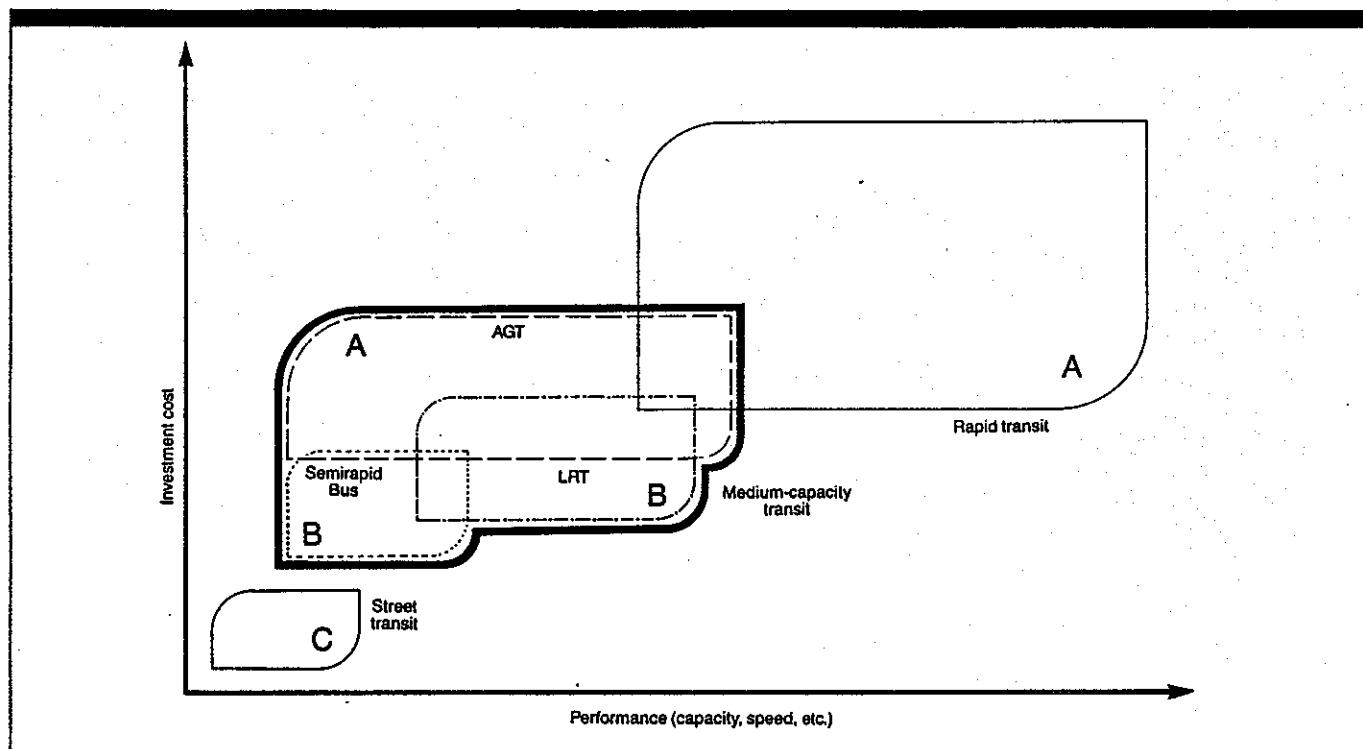 A
AGT
A
Rapid transit
Investment cost
Semirapid
Bus
LRT
B
Medium-capacity
transit
B
Street
transit
C
Performance (capacity, speed, etc.)